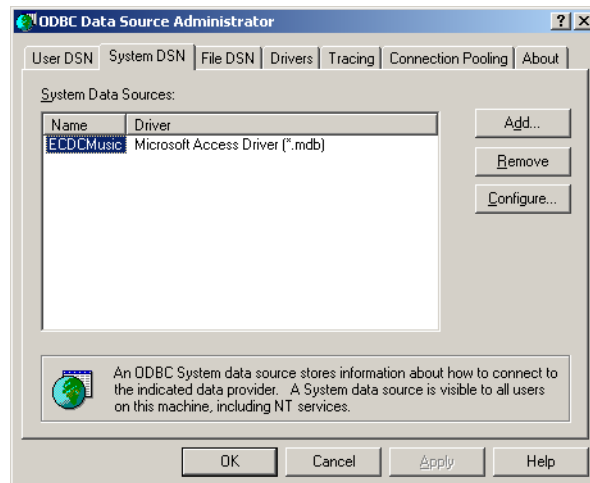 ODBC Data Source Administrator
User DSN System DSN File DSN Drivers Tracing Connection Pooling About
System Data Sources:
Name Driver
ECDCMusic Microsoft Access Driver (*.mdb)
Add...
Remove
Configure...
An ODBC System data source stores information about how to connect to
the indicated data provider. A System data source is visible to all users
on this machine, including NT services.
OK Cancel Apply Help